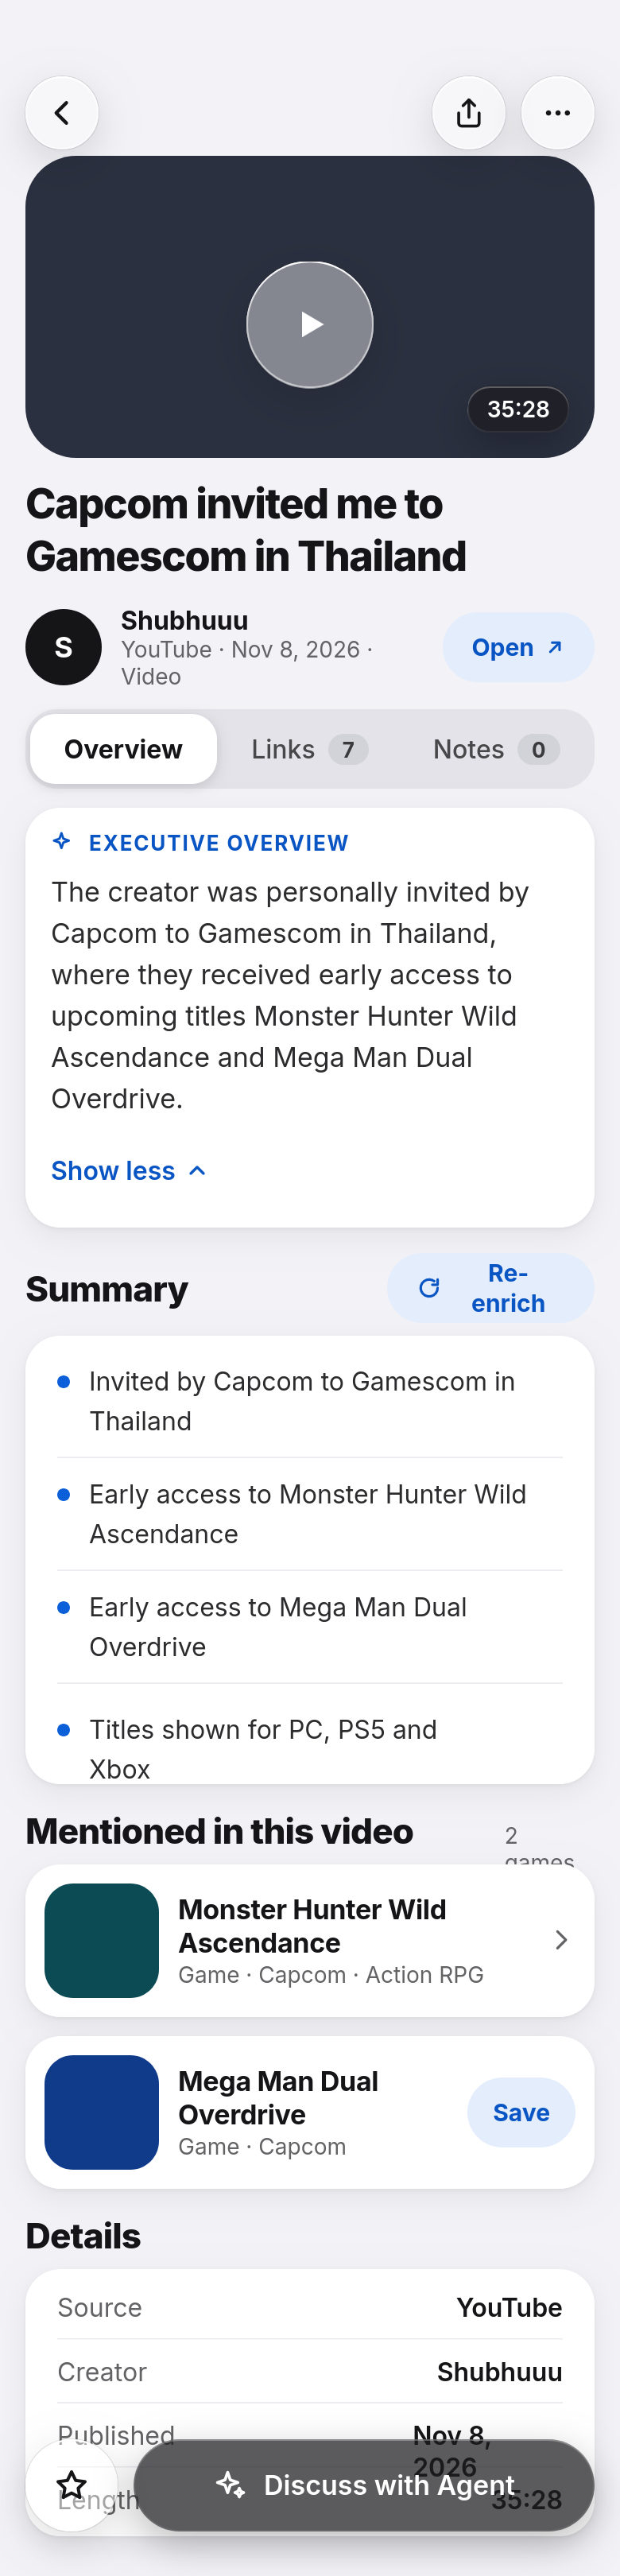 35:28
Capcom invited me to
Gamescom in Thailand
S
Shubhuuu
YouTube · Nov 8, 2026 ·
Video
Open
Overview
Links 7
Notes 0
EXECUTIVE OVERVIEW
The creator was personally invited by
Capcom to Gamescom in Thailand,
where they received early access to
upcoming titles Monster Hunter Wild
Ascendance and Mega Man Dual
Overdrive.
Show less
Summary
Re-
enrich
Invited by Capcom to Gamescom in
Thailand
Early access to Monster Hunter Wild
Ascendance
Early access to Mega Man Dual
Overdrive
Titles shown for PC, PS5 and
Xbox
Mentioned in this video
2
games
Monster Hunter Wild
Ascendance
Game · Capcom · Action RPG
Mega Man Dual
Overdrive
Game · Capcom
Save
Details
Source YouTube
Creator Shubhuuu
Published Nov 8,
2026
Length 35:28
Discuss with Agent